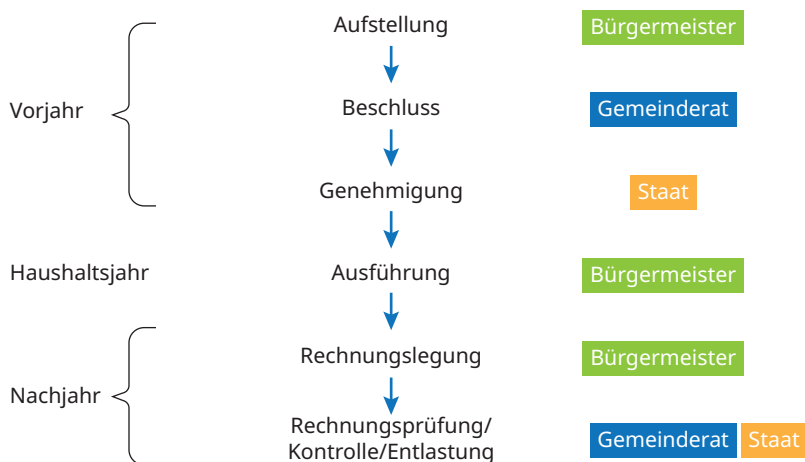 Aufstellung
Bürgermeister
Vorjahr
Beschluss
Gemeinderat
Genehmigung
Staat
Haushaltsjahr
Ausführung
Bürgermeister
Rechnungslegung
Bürgermeister
Nachjahr
Rechnungsprüfung/
Kontrolle/Entlastung
Gemeinderat
Staat